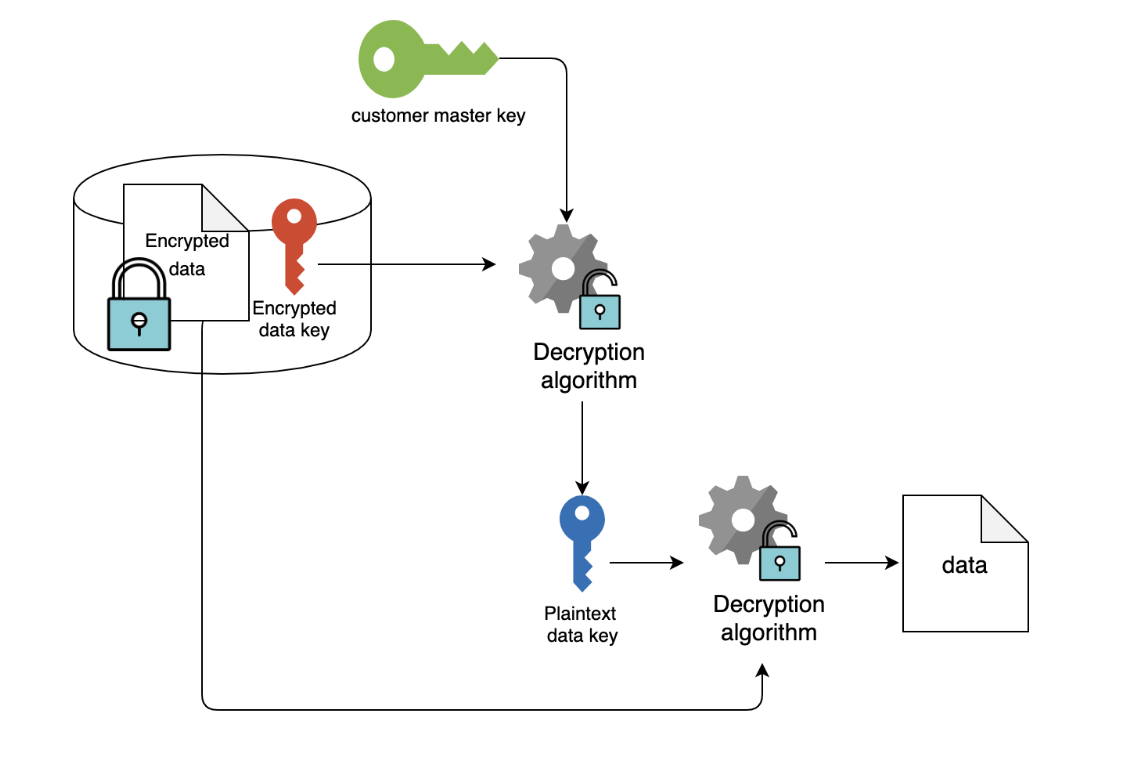 customer master key
Encrypted
data
Encrypted
data key
Decryption
algorithm
Plaintext
data key
Decryption
algorithm
data